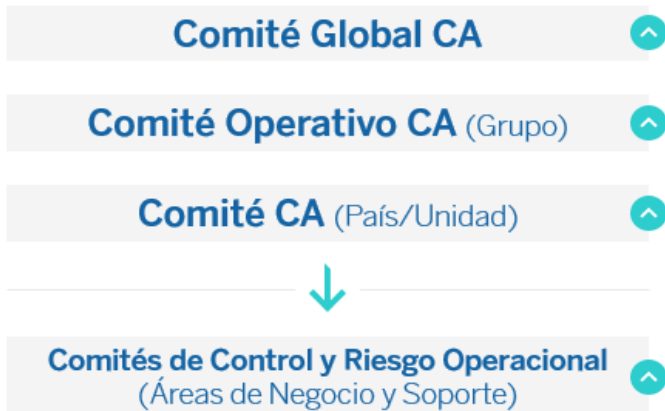 Comité Global CA
Comité Operativo CA (Grupo)
Comité CA (País/Unidad)
Comités de Control y Riesgo Operacional
(Áreas de Negocio y Soporte)